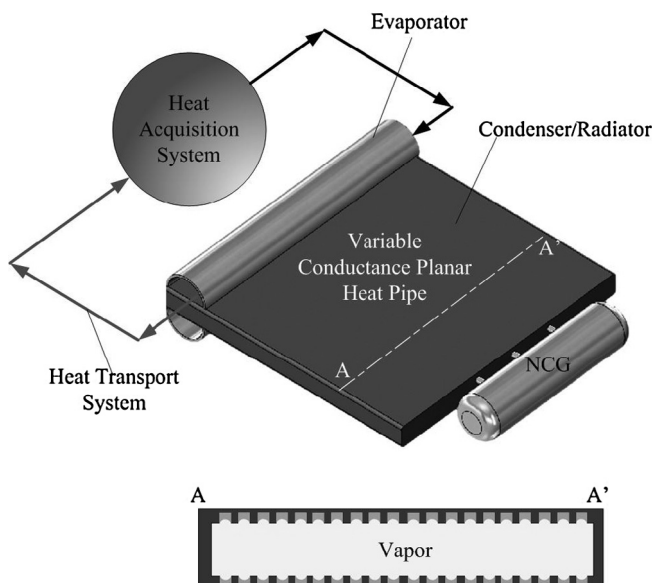 Evaporator
Heat
Acquisition
System
Condenser/Radiator
Variable
Conductance Planar
Heat Pipe
A'
A
NCG
Heat Transport
System
A
A'
Vapor